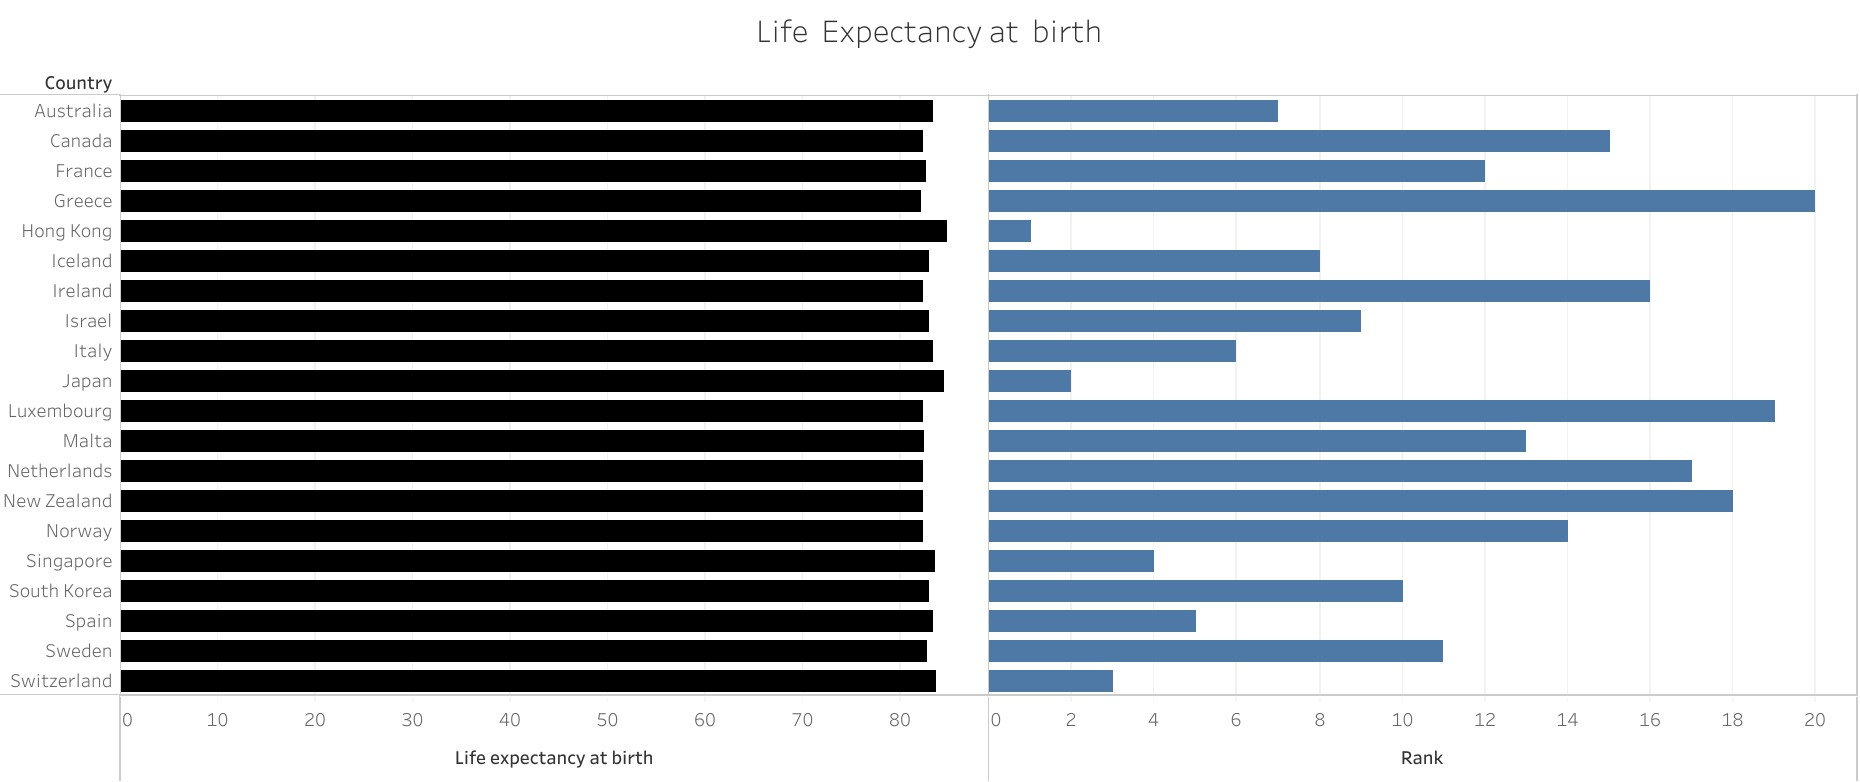 Life Expectancy at birth
Country
Australia
Canada
France
Greece
Hong Kong
Iceland
Ireland
Israel
Italy
Japan
Luxembourg
Malta
Netherlands
New Zealand
Norway
Singapore
South Korea
Spain
Sweden
Switzerland
0 10 20 30 40 50 60 70 80
0 2 4 6 8 10 12 14 16 18 20
Life expectancy at birth
Rank